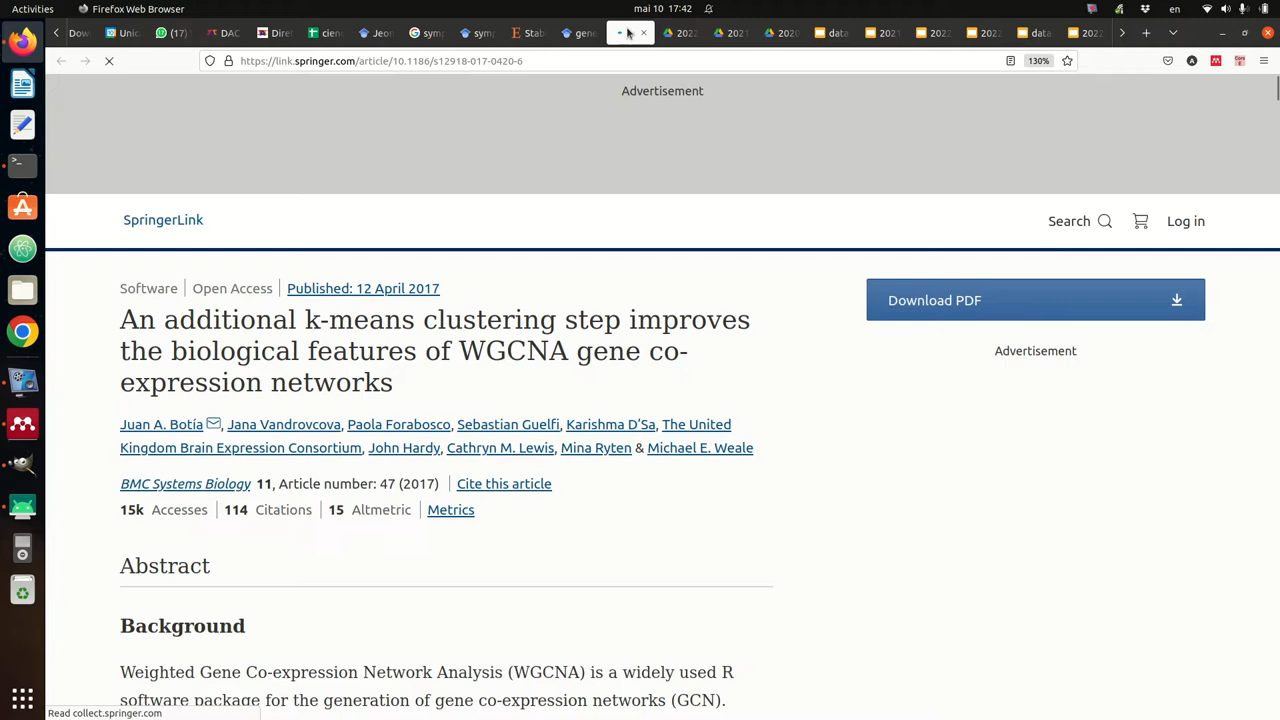 Activities Firefox Web Browser mai 10 17:42 en
Dow Unic (17) DAC Diret cien Jeon sym symp Stab gene 2022 2021 2020 data 2021 2022 2022 data 2022
https://link.springer.com/article/10.1186/s12918-017-0420-6 130%
Advertisement
SpringerLink Search Log in
Software Open Access Published: 12 April 2017
Download PDF
An additional k-means clustering step improves
the biological features of WGCNA gene co-
expression networks
Advertisement
Juan A. Botía, Jana Vandrovcova, Paola Forabosco, Sebastian Guelfi, Karishma D'Sa, The United
Kingdom Brain Expression Consortium, John Hardy, Cathryn M. Lewis, Mina Ryten & Michael E. Weale
BMC Systems Biology 11, Article number: 47 (2017) Cite this article
15k Accesses 114 Citations 15 Altmetric Metrics
Abstract
Background
Weighted Gene Co-expression Network Analysis (WGCNA) is a widely used R
software package for the generation of gene co-expression networks (GCN).
Read collect.springer.com